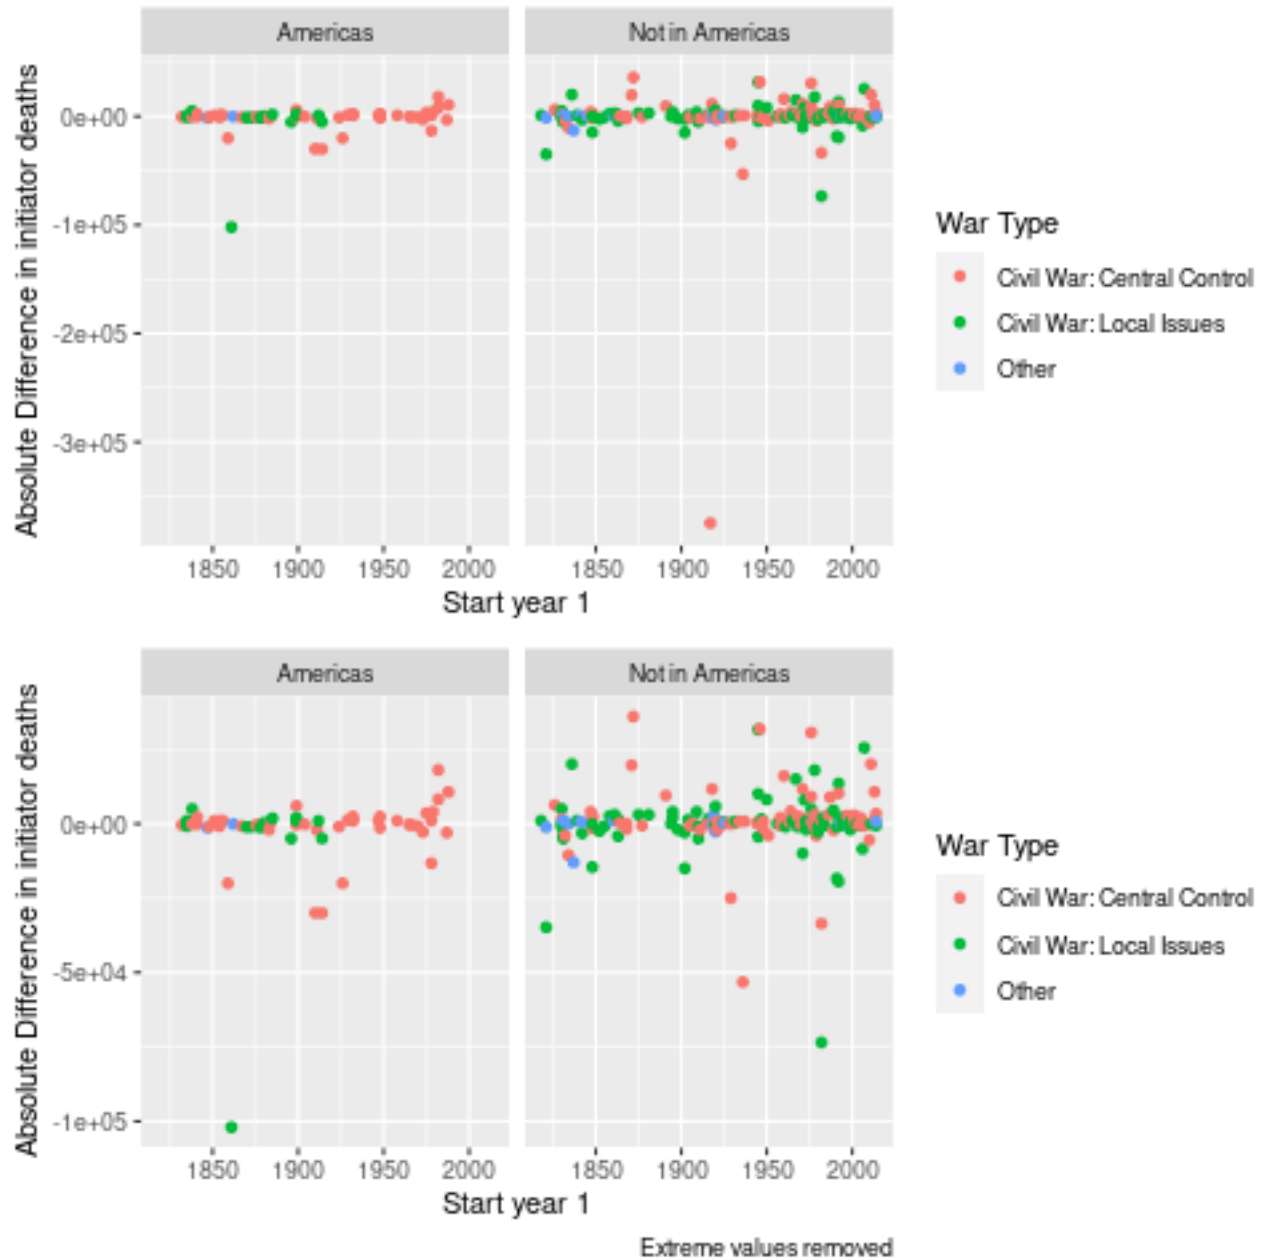 Americas
Not in Americas
Absolute Difference in initiator deaths
0e+00
-1e+05
-2e+05
-3e+05
1850 1900 1950 2000 1850 1900 1950 2000
Start year 1
War Type
Civil War: Central Control
Civil War: Local Issues
Other
Americas
Not in Americas
Absolute Difference in initiator deaths
0e+00
-5e+04
-1e+05
1850 1900 1950 2000 1850 1900 1950 2000
Start year 1
War Type
Civil War: Central Control
Civil War: Local Issues
Other
Extreme values removed